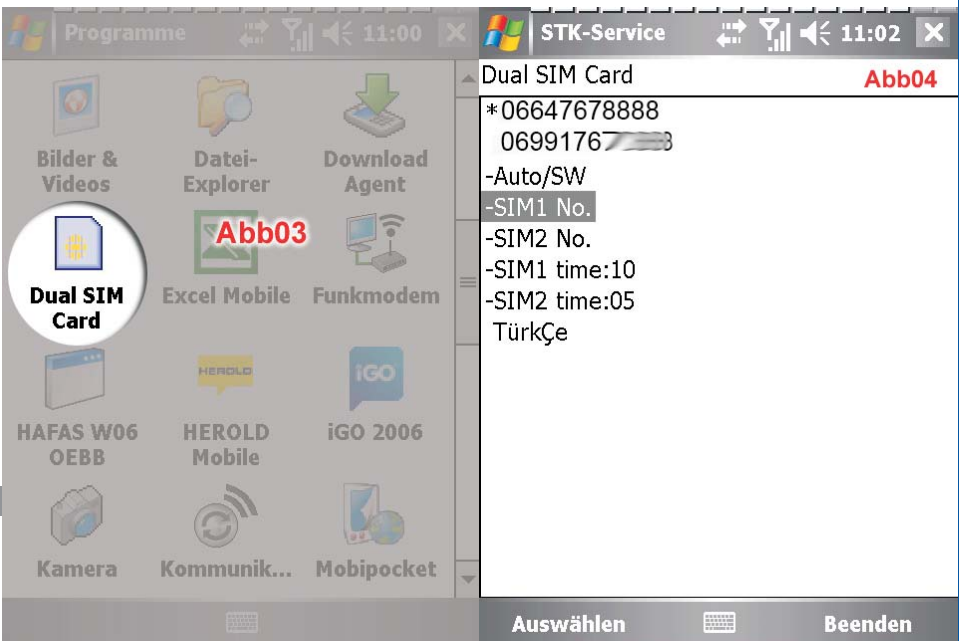 Programme 11:00
Bilder &
Videos
Datei-
Explorer
Download
Agent
Abb03
Dual SIM
Card
Excel Mobile
Funkmodem
HEROLD
iGO
HAFAS W06
OEBB
HEROLD
Mobile
iGO 2006
Kamera
Kommunik...
Mobipocket
STK-Service 11:02
Dual SIM Card
Abb04
*06647678888
-Auto/SW
-SIM1 No.
-SIM2 No.
-SIM1 time:10
-SIM2 time:05
TürkÇe
Auswählen
Beenden